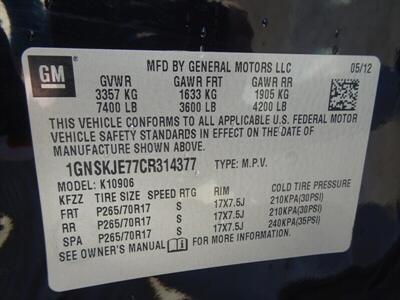 GM
MFD BY GENERAL MOTORS LLC 05/12
GVWR GAWR FRT GAWR RR
3357 KG 1633 KG 1905 KG
7400 LB 3600 LB 4200 LB
THIS VEHICLE CONFORMS TO ALL APPLICABLE U.S. FEDERAL MOTOR
VEHICLE SAFETY STANDARDS IN EFFECT ON THE DATE OF
MANUFACTURE SHOWN ABOVE.
1GNSKJE77CR314377 TYPE: M.P.V.
MODEL: K10906
KFZZ TIRE SIZE SPEED RTG RIM COLD TIRE PRESSURE
FRT P265/70R17 S 17X7.5J 210KPA(30PSI)
RR P265/70R17 S 17X7.5J 210KPA(30PSI)
SPA P265/70R17 S 17X7.5J 240KPA(35PSI)
SEE OWNER'S MANUAL FOR ADDITIONAL INFORMATION.